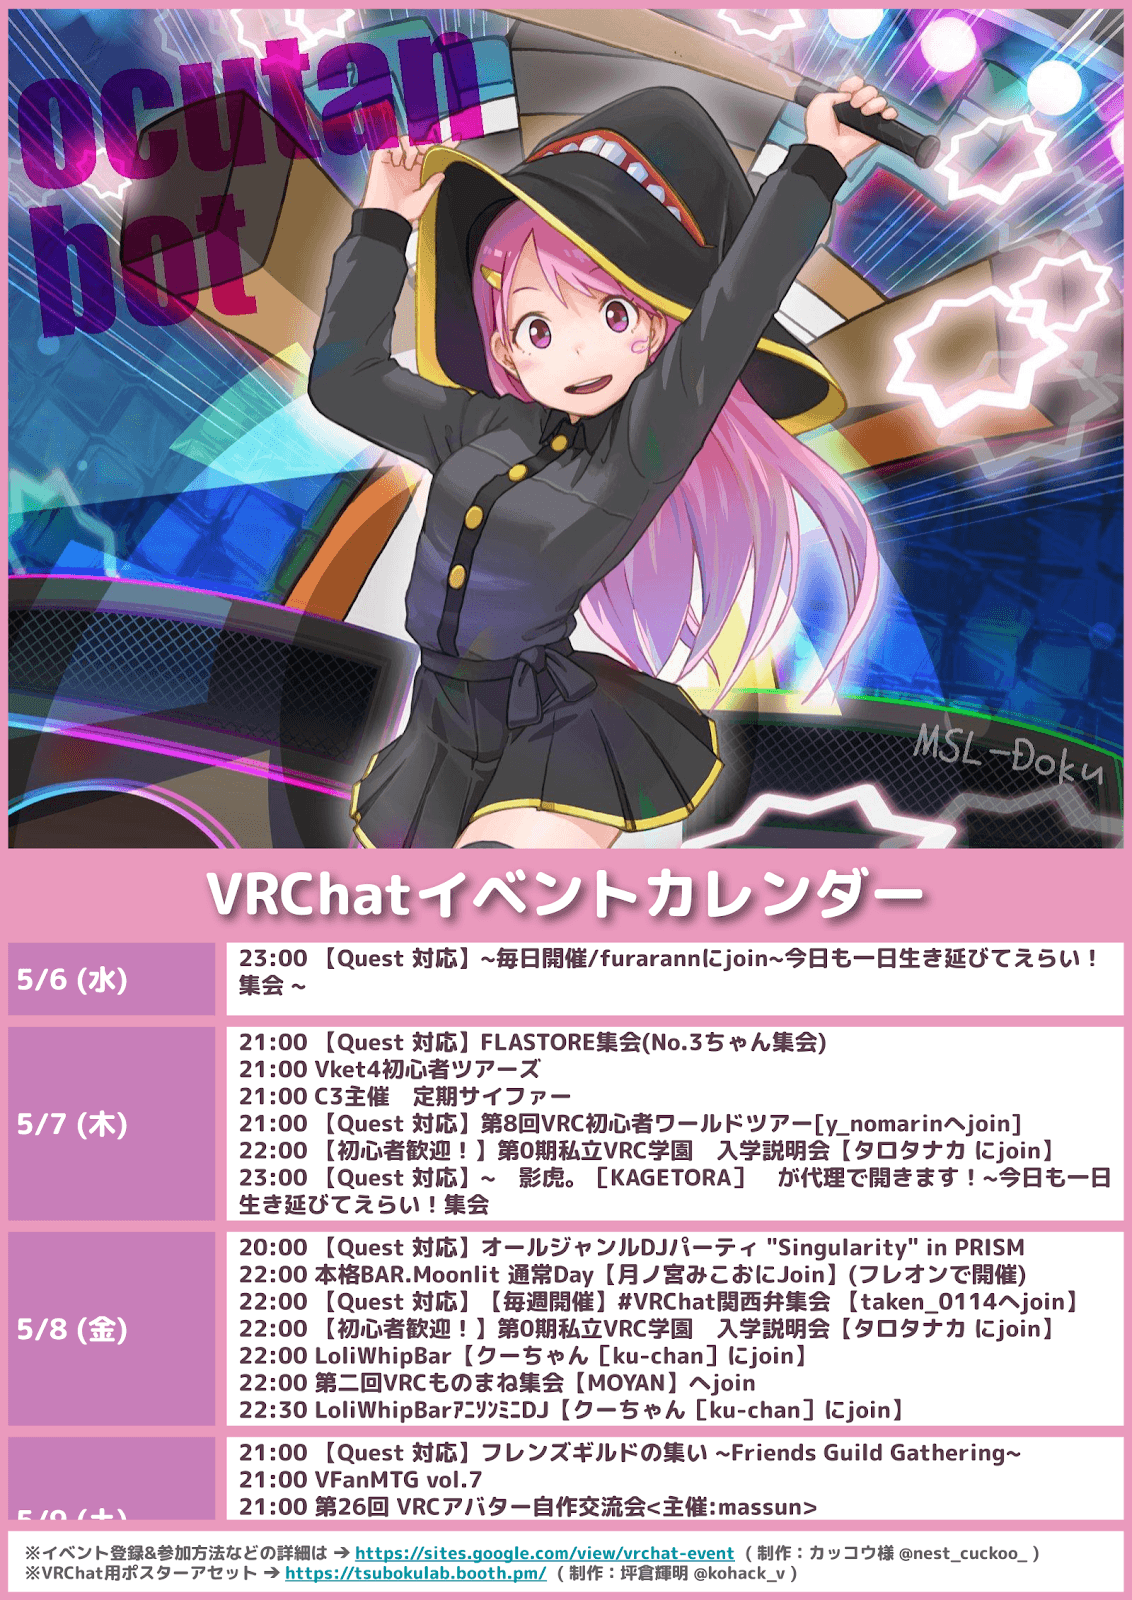 ocutan
bot
MSL-Doku
VRChatイベントカレンダー
5/6 (水)
23:00 【Quest 対応】~毎日開催/furarannにjoin~今日も一日生き延びてえらい！
集会 ~
5/7 (木)
21:00 【Quest 対応】FLASTORE集会(No.3ちゃん集会)
21:00 Vket4初心者ツアーズ
21:00 C3主催　定期サイファー
21:00 【Quest 対応】第8回VRC初心者ワールドツアー[y_nomarinへjoin]
22:00 【初心者歓迎！】第0期私立VRC学園　入学説明会【タロタナカ にjoin】
23:00 【Quest 対応】~　影虎。［KAGETORA］　が代理で開きます！~今日も一日
生き延びてえらい！集会
5/8 (金)
20:00 【Quest 対応】オールジャンルDJパーティ "Singularity" in PRISM
22:00 本格BAR.Moonlit 通常Day【月ノ宮みこおにJoin】(フレオンで開催)
22:00 【Quest 対応】【毎週開催】#VRChat関西弁集会 【taken_0114へjoin】
22:00 【初心者歓迎！】第0期私立VRC学園　入学説明会【タロタナカ にjoin】
22:00 LoliWhipBar【クーちゃん［ku-chan］にjoin】
22:00 第二回VRCものまね集会【MOYAN】へjoin
22:30 LoliWhipBarｱﾆｿﾝﾐﾆDJ【クーちゃん［ku-chan］にjoin】
5/9 (土)
21:00 【Quest 対応】フレンズギルドの集い ~Friends Guild Gathering~
21:00 VFanMTG vol.7
21:00 第26回 VRCアバター自作交流会<主催:massun>
※イベント登録&参加方法などの詳細は ➔ https://sites.google.com/view/vrchat-event （ 制作：カッコウ様 @nest_cuckoo_ ）
※VRChat用ポスターアセット ➔ https://tsubokulab.booth.pm/ （ 制作：坪倉輝明 @kohack_v ）